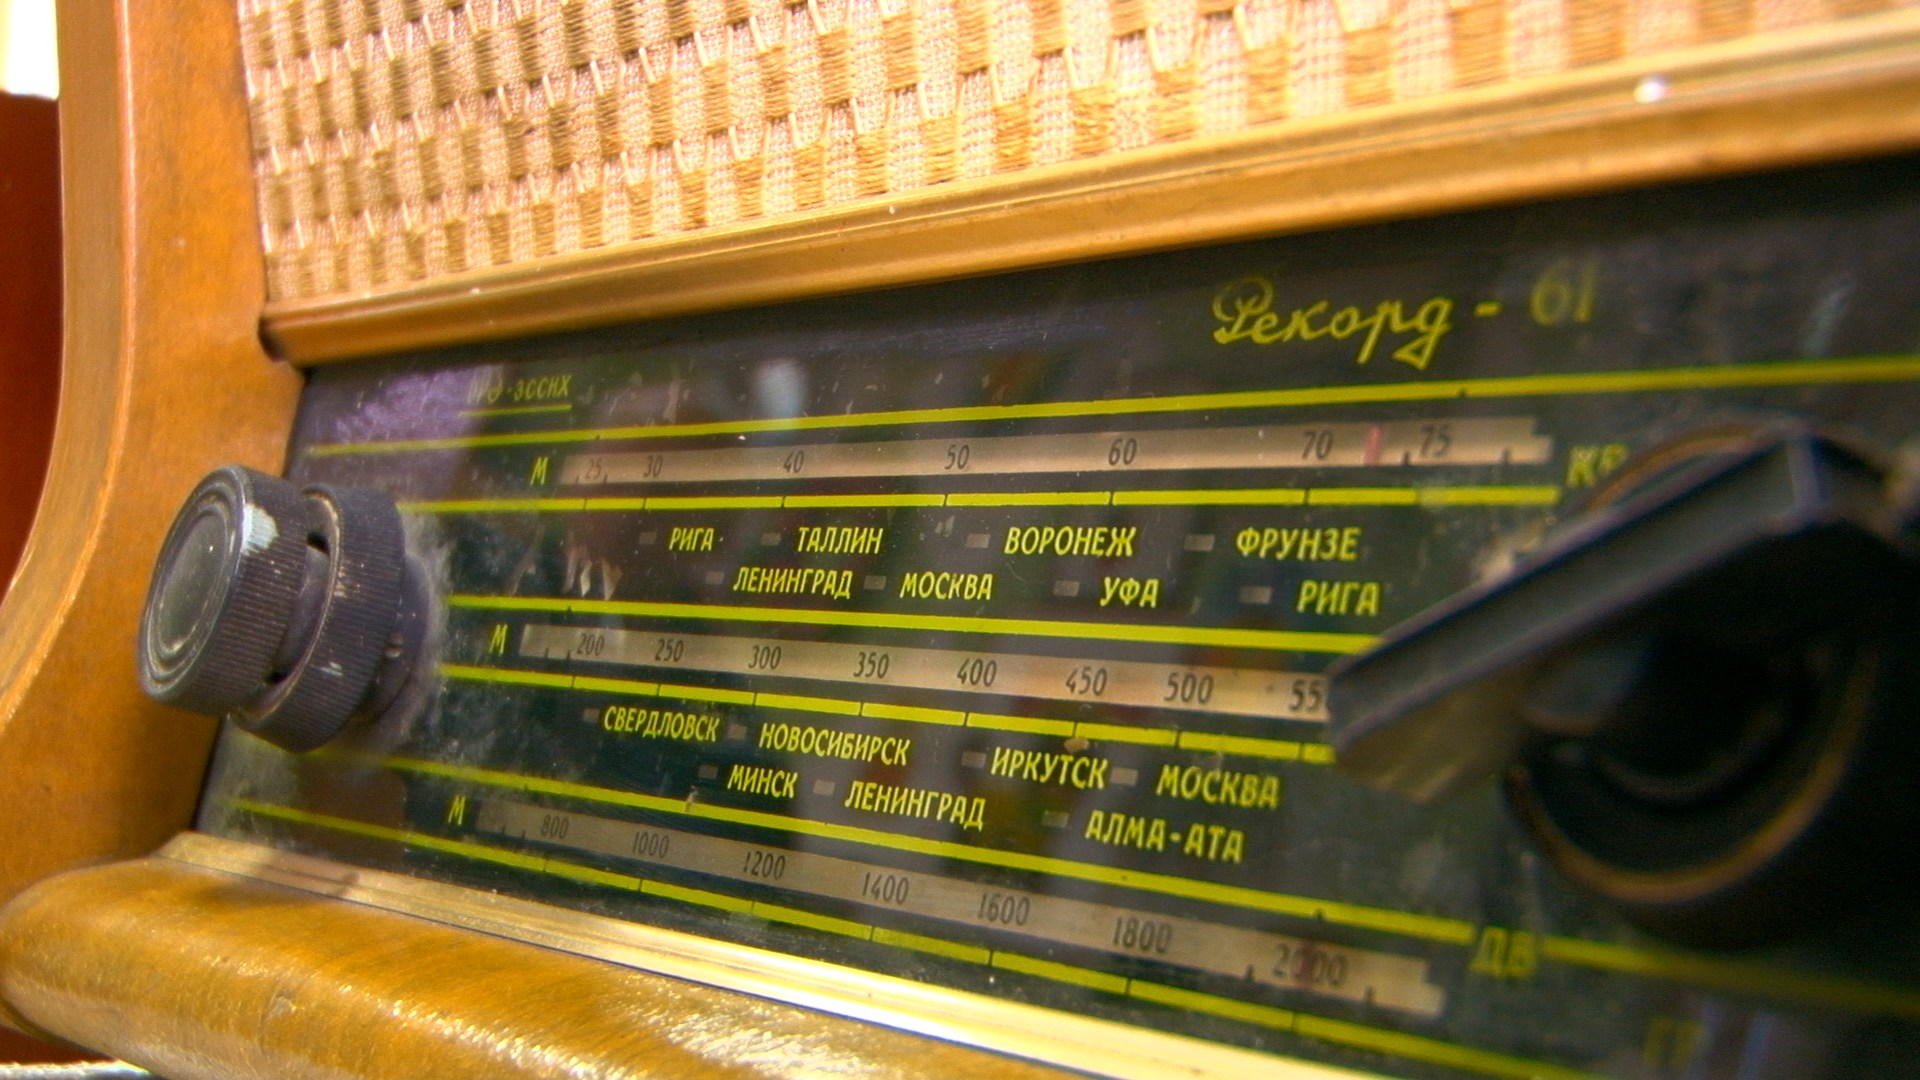 Рекорд - 61
М 25 30 40 50 60 70 75
РИГА ТАЛЛИН ВОРОНЕЖ ФРУНЗЕ
ЛЕНИНГРАД МОСКВА УФА РИГА
М 200 250 300 350 400 450 500
СВЕРДЛОВСК НОВОСИБИРСК ИРКУТСК МОСКВА
МИНСК ЛЕНИНГРАД АЛМА-АТА
М 800 1000 1200 1400 1600 1800 2000 ДВ